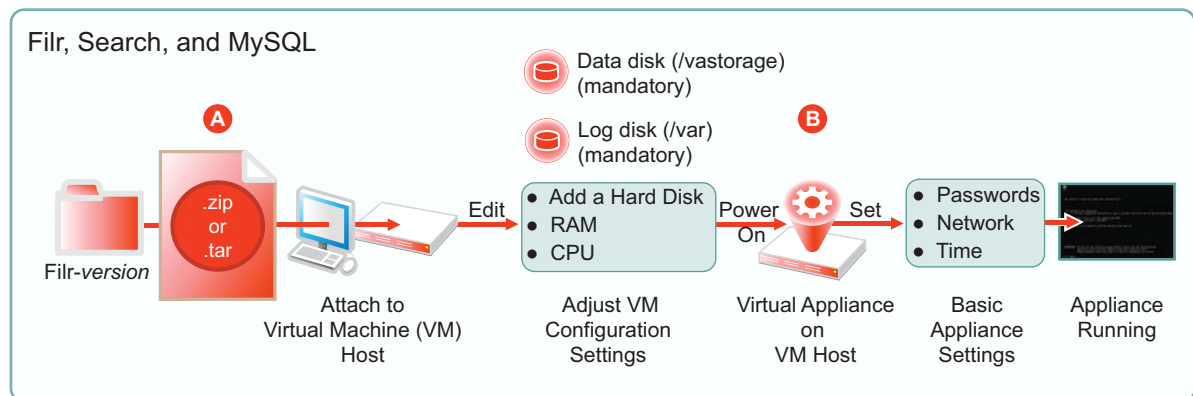 Filr, Search, and MySQL
Data disk (/vastorage)
(mandatory)
A
B
Log disk (/var)
(mandatory)
.zip
or
.tar
Filr-version
Edit
● Add a Hard Disk
● RAM
● CPU
Power
On
Set
● Passwords
● Network
● Time
Attach to
Virtual Machine (VM)
Host
Adjust VM
Configuration
Settings
Virtual Appliance
on
VM Host
Basic
Appliance
Settings
Appliance
Running